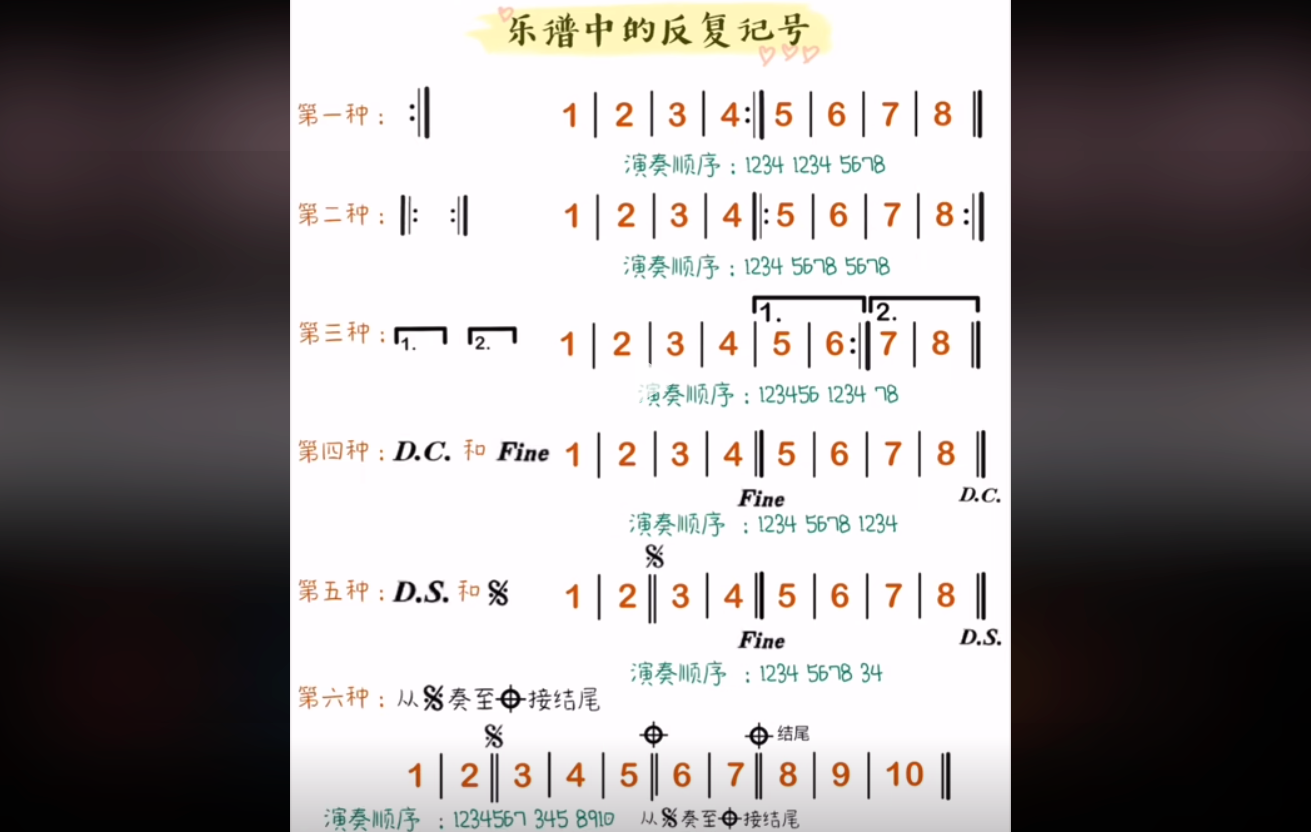 乐谱中的反复记号
第一种： :‖ 1 | 2 | 3 | 4 :‖ 5 | 6 | 7 | 8 ‖
演奏顺序：1234 1234 5678
第二种： ‖: :‖ 1 | 2 | 3 | 4 ‖: 5 | 6 | 7 | 8 :‖
演奏顺序：1234 5678 5678
1. 2.
第三种： 1. 2. 1 | 2 | 3 | 4 | 5 | 6 :‖ 7 | 8 ‖
演奏顺序：123456 1234 78
第四种：D.C. 和 Fine 1 | 2 | 3 | 4 ‖ 5 | 6 | 7 | 8 ‖
Fine D.C.
演奏顺序：1234 5678 1234
𝄋
第五种：D.S. 和 𝄋 1 | 2 ‖ 3 | 4 ‖ 5 | 6 | 7 | 8 ‖
Fine D.S.
演奏顺序：1234 5678 34
第六种：从𝄋奏至𝄌接结尾
𝄋 𝄌 𝄌 结尾
1 | 2 ‖ 3 | 4 | 5 ‖ 6 | 7 ‖ 8 | 9 | 10 ‖
演奏顺序：1234567 345 8910 从𝄋奏至𝄌接结尾